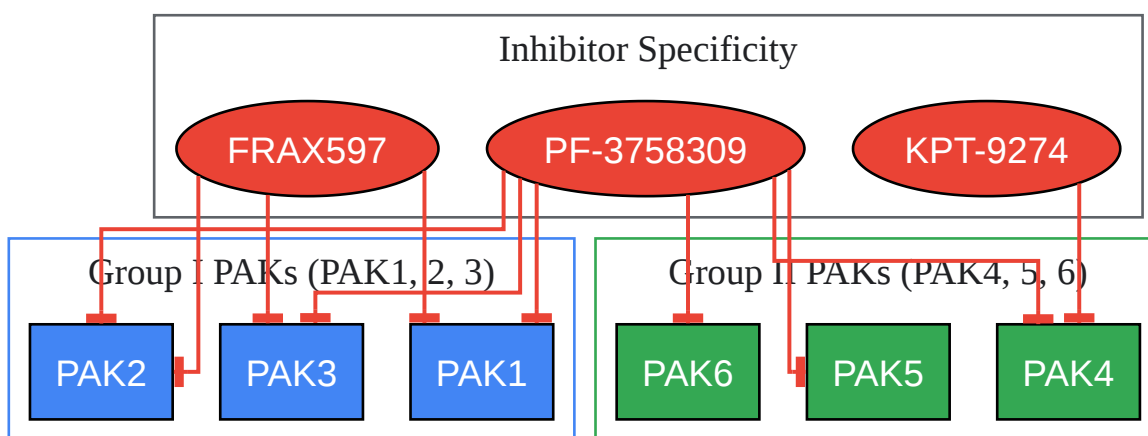 Inhibitor Specificity
FRAX597
PF-3758309
KPT-9274
Group I PAKs (PAK1, 2, 3)
Group II PAKs (PAK4, 5, 6)
PAK2
PAK3
PAK1
PAK6
PAK5
PAK4